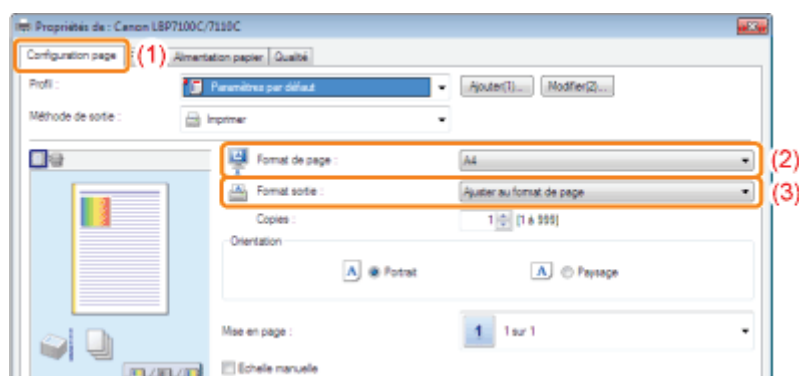 Propriétés de : Canon LBP7100C/7110C
Configuration page (1) Alimentation papier Qualité
Profil : Paramètres par défaut Ajouter(1)... Modifier(2)...
Méthode de sortie : Imprimer
Format de page : A4 (2)
Format sortie : Ajuster au format de page (3)
Copies : 1 [1 à 999]
Orientation
A Portrait A Paysage
Mise en page : 1 1 sur 1
Echelle manuelle